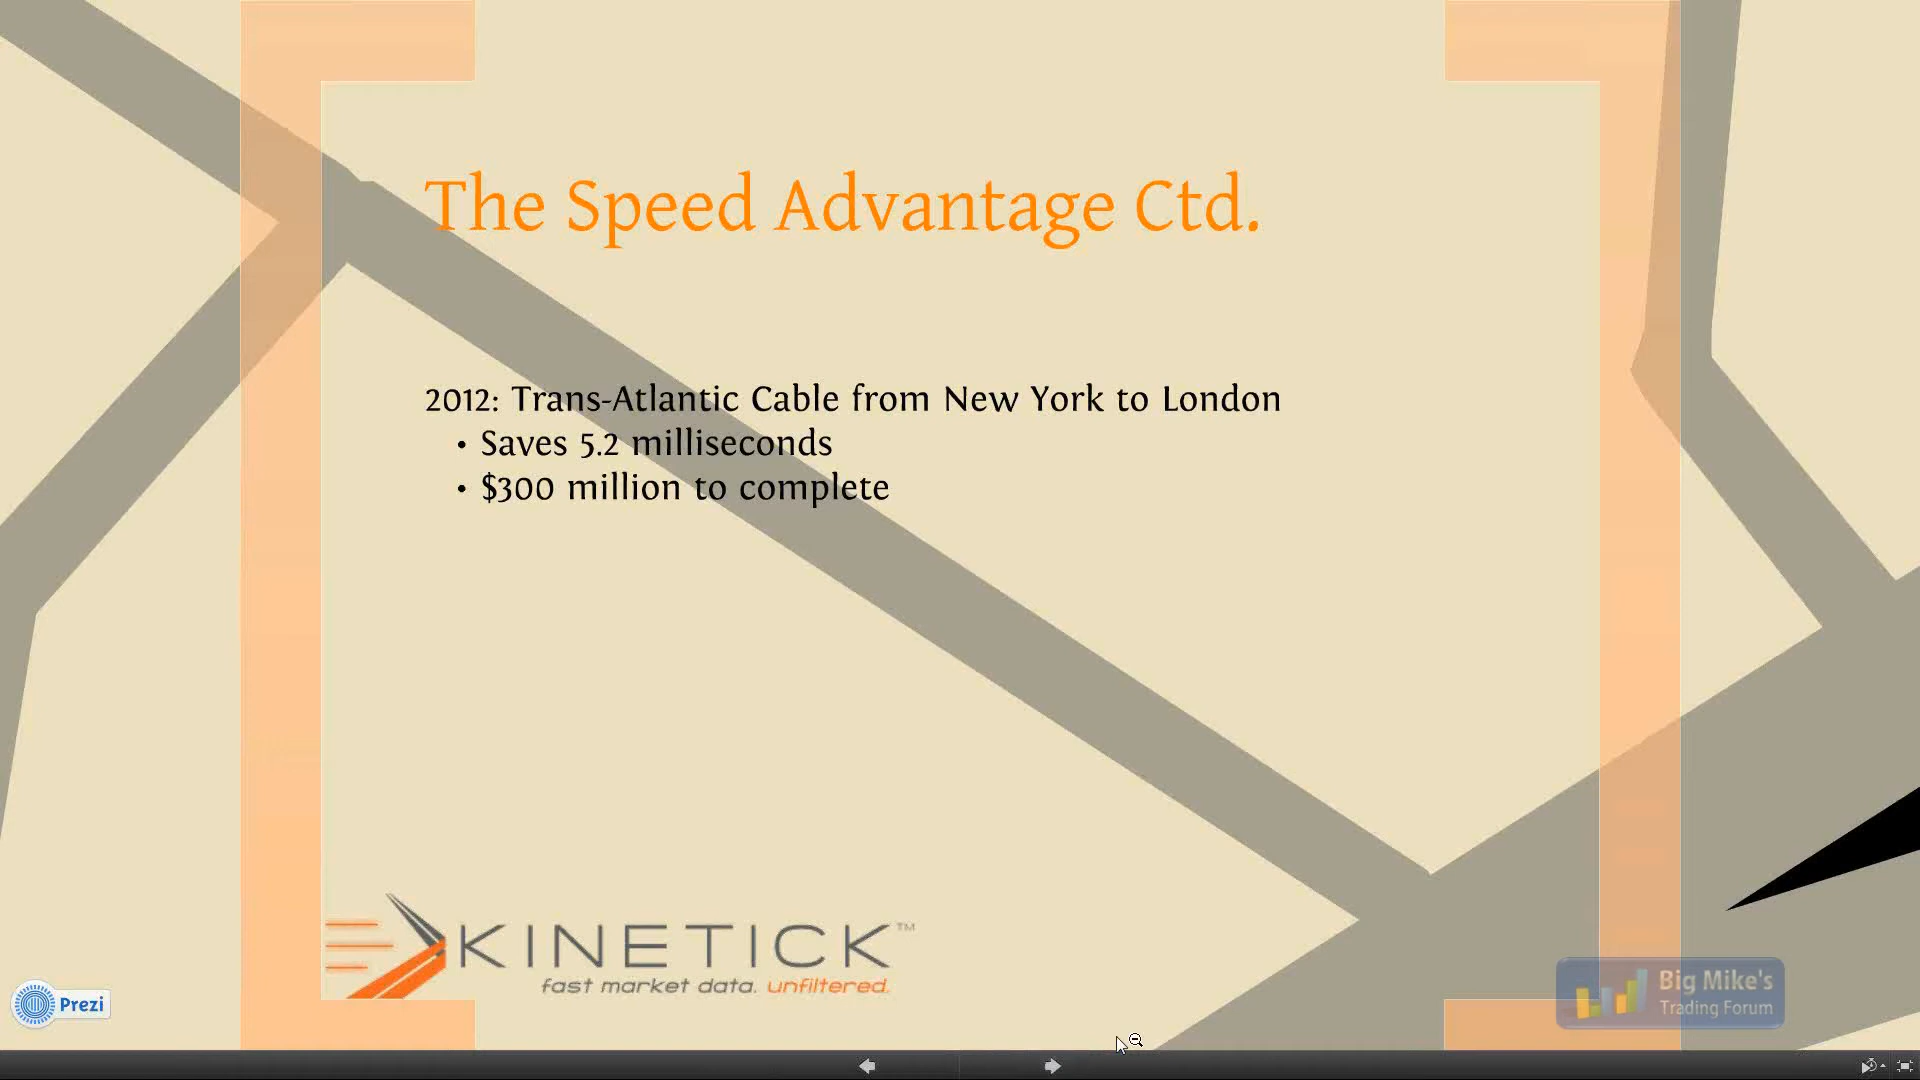 The Speed Advantage Ctd.
2012: Trans-Atlantic Cable from New York to London
• Saves 5.2 milliseconds
• $300 million to complete
KINETICK™
fast market data. unfiltered.
Prezi
Big Mike's
Trading Forum